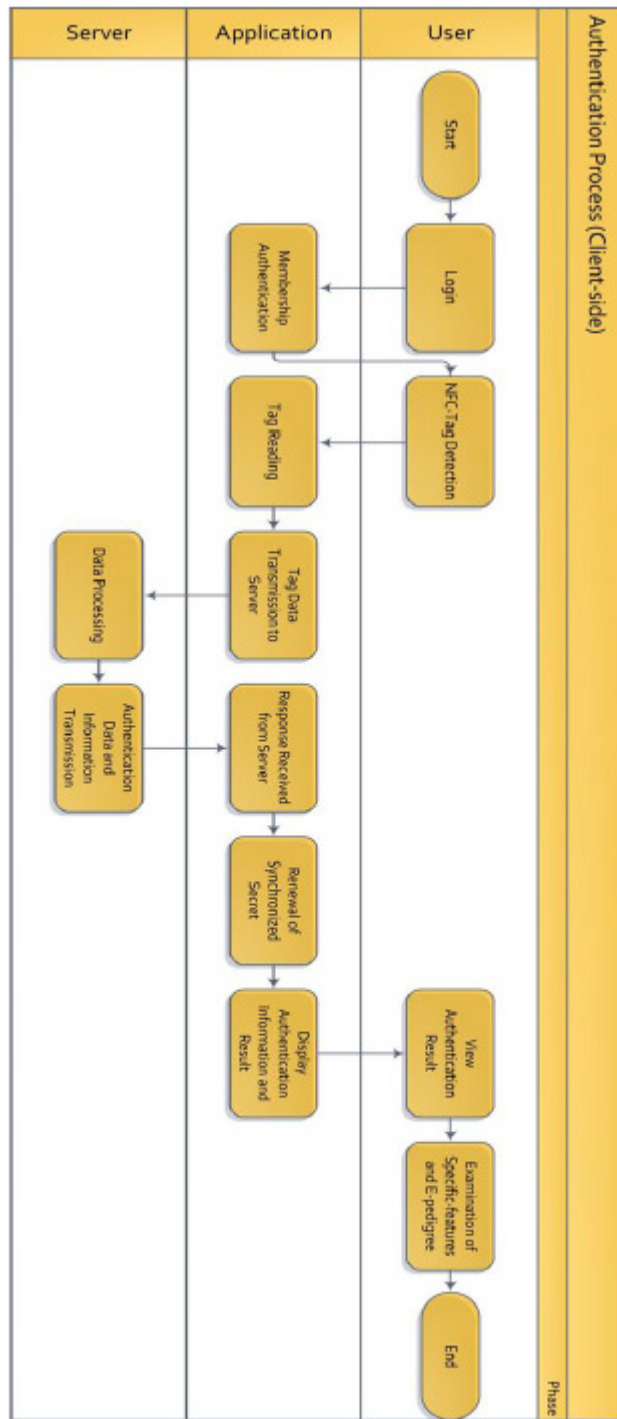 Authentication Process (Client-side)
Phase
User
Start
Login
NFC-Tag Detection
View
Authentication
Result
Examination of
Specific-features
and E-pedigree
End
Application
Membership
Authentication
Tag Reading
Tag Data
Transmission to
Server
Response Received
from Server
Renewal of
Synchronized
Secret
Display
Authentication
Information and
Result
Server
Data Processing
Authentication
Data and
Information
Transmission